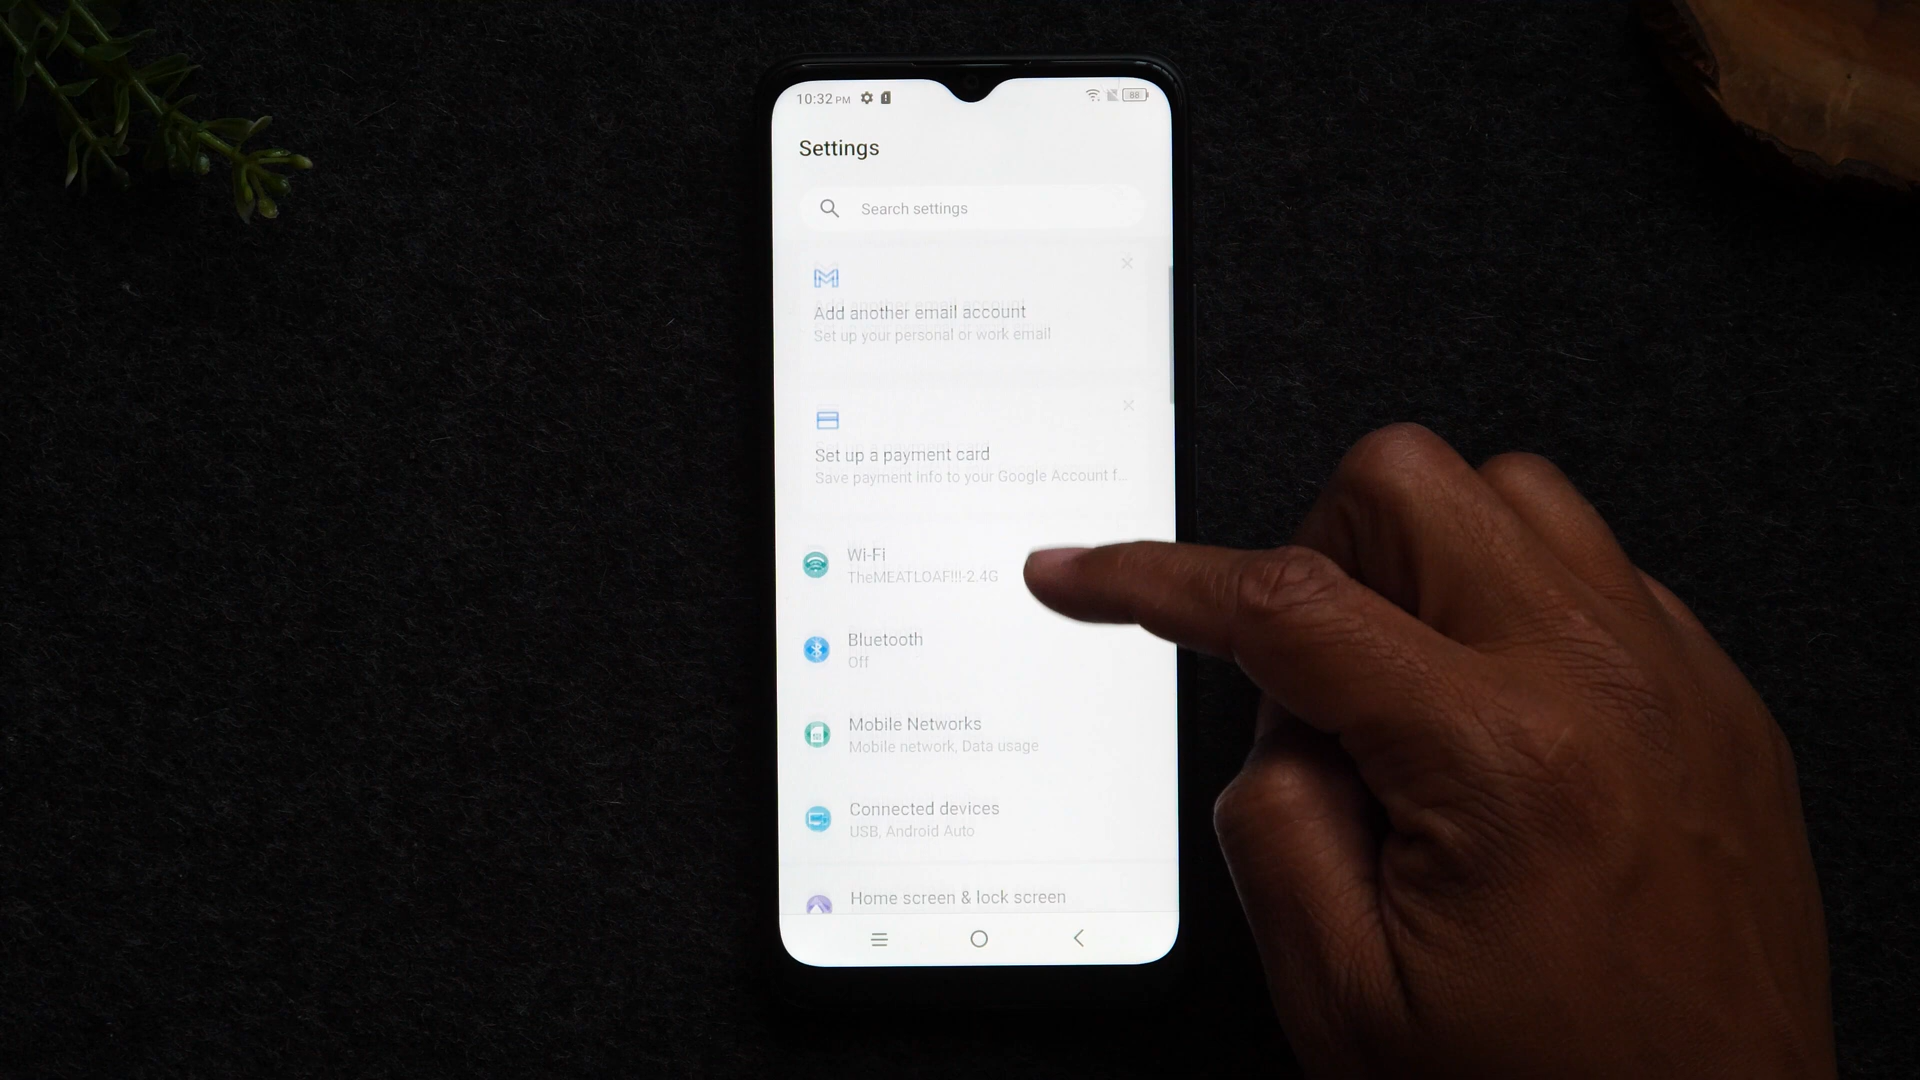 10:32 PM
88
Settings
Search settings
Add another email account
Set up your personal or work email
Set up a payment card
Save payment info to your Google Account f...
Wi-Fi
TheMEATLOAF!!!-2.4G
Bluetooth
Off
Mobile Networks
Mobile network, Data usage
Connected devices
USB, Android Auto
Home screen & lock screen